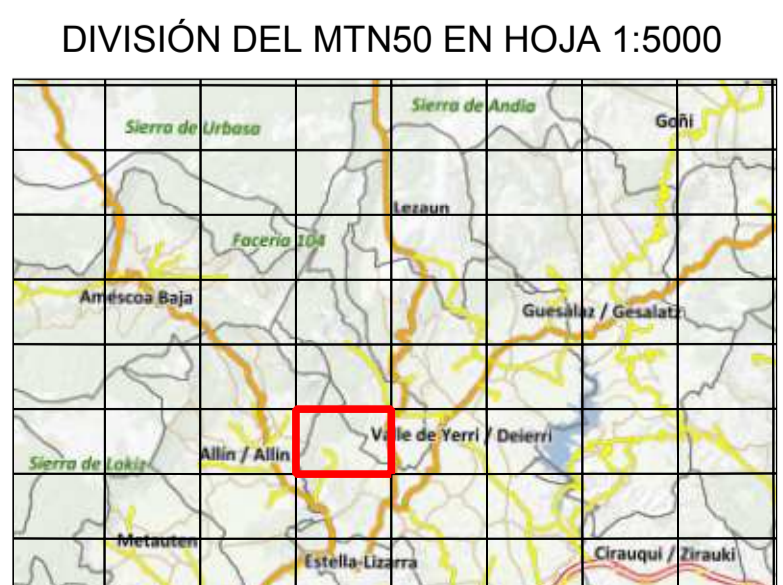 DIVISIÓN DEL MTN50 EN HOJA 1:5000
Sierra de Andia
Sierra de Urbasa
Goñi
Lezaun
Facería 104
Améscoa Baja
Guesálaz / Gesalatz
Valle de Yerri / Deierri
Allín / Allin
Sierra de Lokiz
Metauten
Estella-Lizarra
Cirauqui / Zirauki